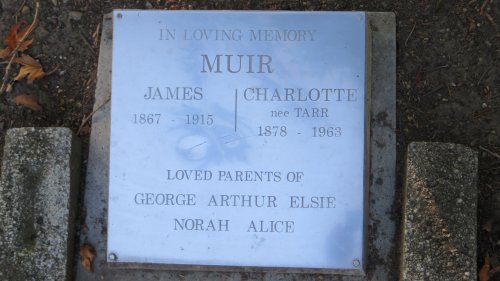 IN LOVING MEMORY
MUIR
JAMES CHARLOTTE
née TARR
1867 - 1915 1878 - 1963
LOVED PARENTS OF
GEORGE ARTHUR ELSIE
NORAH ALICE